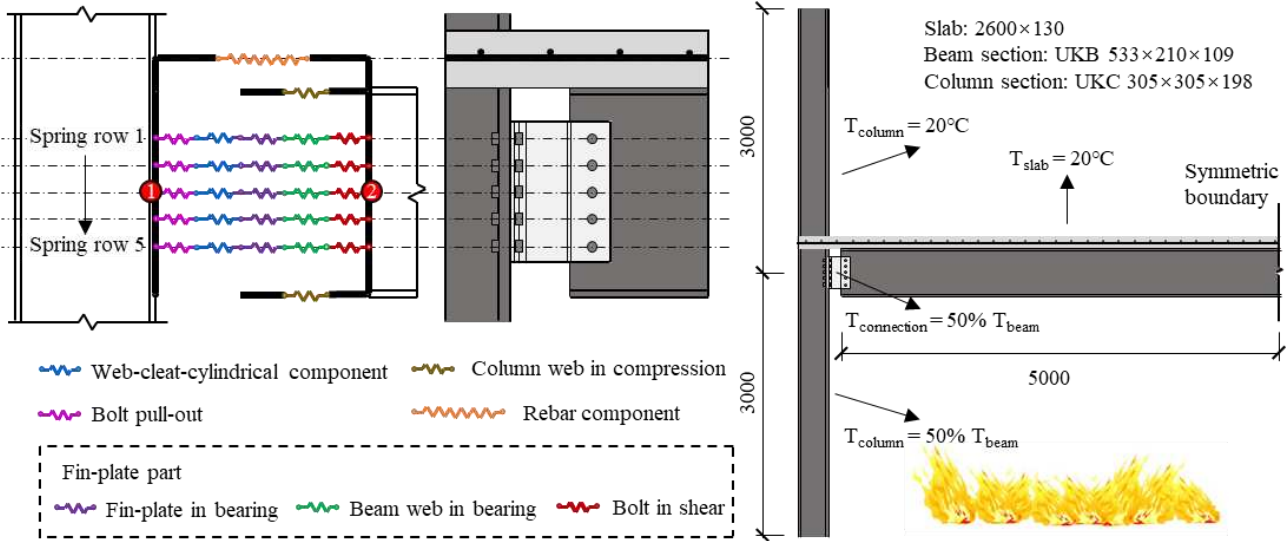 Spring row 1
Spring row 5
1
2
Web-cleat-cylindrical component
Column web in compression
Bolt pull-out
Rebar component
Fin-plate part
Fin-plate in bearing
Beam web in bearing
Bolt in shear
Slab: 2600×130
Beam section: UKB 533×210×109
Column section: UKC 305×305×198
3000
T_column = 20°C
T_slab = 20°C
Symmetric
boundary
T_connection = 50% T_beam
5000
3000
T_column = 50% T_beam